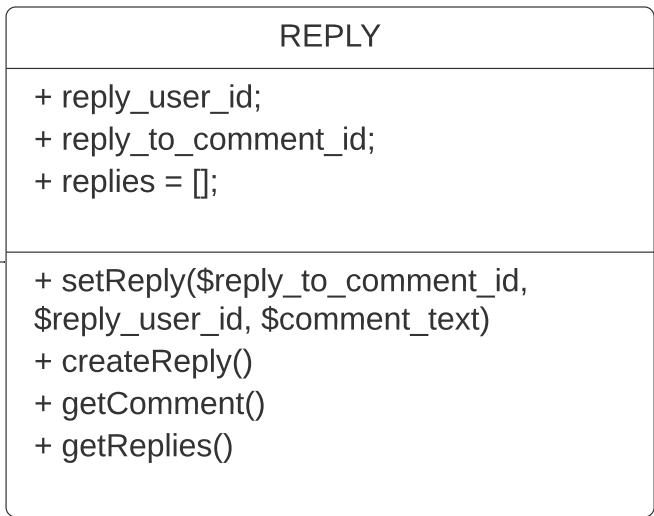 REPLY
+ reply_user_id;
+ reply_to_comment_id;
+ replies = [];
+ setReply($reply_to_comment_id,
$reply_user_id, $comment_text)
+ createReply()
+ getComment()
+ getReplies()